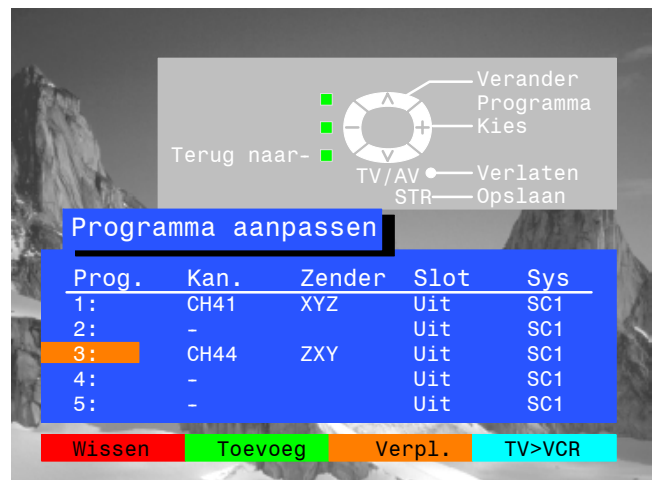 Verander
Programma
Kies
Terug naar-
TV/AV Verlaten
STR Opslaan
Programma aanpassen
Prog. Kan. Zender Slot Sys
1: CH41 XYZ Uit SC1
2: - Uit SC1
3: CH44 ZXY Uit SC1
4: - Uit SC1
5: - Uit SC1
Wissen Toevoeg Verpl. TV>VCR